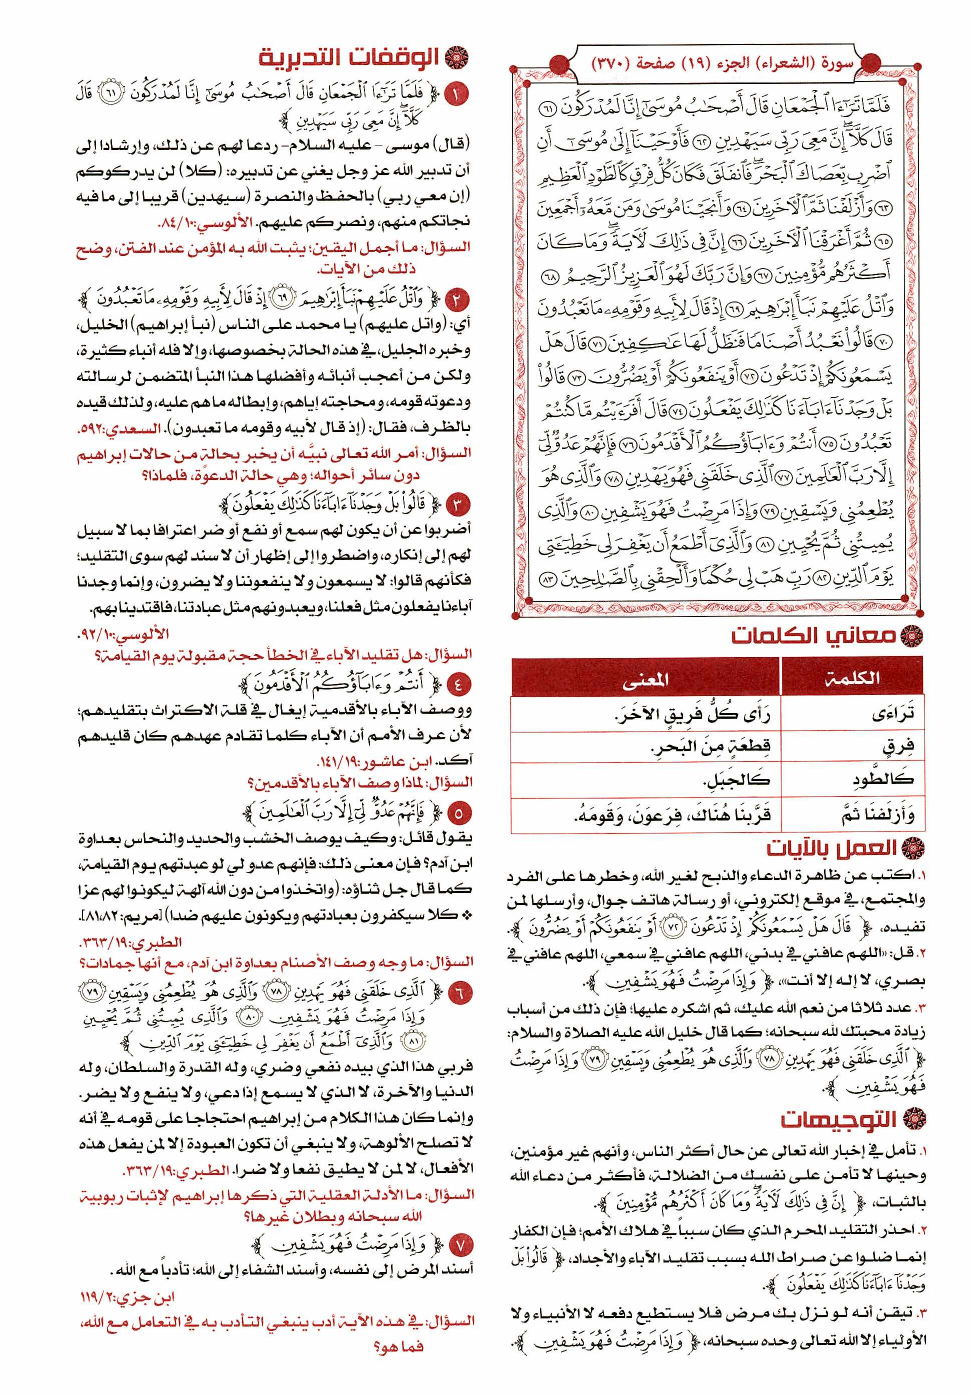 سورة (الشعراء) الجزء (١٩) صفحة (٣٧٠)
فَلَمَّا تَرَٰٓءَا ٱلْجَمْعَانِ قَالَ أَصْحَٰبُ مُوسَىٰٓ إِنَّا لَمُدْرَكُونَ ٦١
قَالَ كَلَّآ إِنَّ مَعِىَ رَبِّى سَيَهْدِينِ ٦٢ فَأَوْحَيْنَآ إِلَىٰ مُوسَىٰٓ أَنِ
ٱضْرِب بِّعَصَاكَ ٱلْبَحْرَ فَٱنفَلَقَ فَكَانَ كُلُّ فِرْقٍ كَٱلطَّوْدِ ٱلْعَظِيمِ
٦٣ وَأَزْلَفْنَا ثَمَّ ٱلْءَاخَرِينَ ٦٤ وَأَنجَيْنَا مُوسَىٰ وَمَن مَّعَهُۥٓ أَجْمَعِينَ
٦٥ ثُمَّ أَغْرَقْنَا ٱلْءَاخَرِينَ ٦٦ إِنَّ فِى ذَٰلِكَ لَءَايَةً وَمَا كَانَ
أَكْثَرُهُم مُّؤْمِنِينَ ٦٧ وَإِنَّ رَبَّكَ لَهُوَ ٱلْعَزِيزُ ٱلرَّحِيمُ ٦٨
وَٱتْلُ عَلَيْهِمْ نَبَأَ إِبْرَٰهِيمَ ٦٩ إِذْ قَالَ لِأَبِيهِ وَقَوْمِهِۦ مَا تَعْبُدُونَ
٧٠ قَالُوا۟ نَعْبُدُ أَصْنَامًا فَنَظَلُّ لَهَا عَٰكِفِينَ ٧١ قَالَ هَلْ
يَسْمَعُونَكُمْ إِذْ تَدْعُونَ ٧٢ أَوْ يَنفَعُونَكُمْ أَوْ يَضُرُّونَ ٧٣ قَالُوا۟
بَلْ وَجَدْنَآ ءَابَآءَنَا كَذَٰلِكَ يَفْعَلُونَ ٧٤ قَالَ أَفَرَءَيْتُم مَّا كُنتُمْ
تَعْبُدُونَ ٧٥ أَنتُمْ وَءَابَآؤُكُمُ ٱلْأَقْدَمُونَ ٧٦ فَإِنَّهُمْ عَدُوٌّ لِّىٓ
إِلَّا رَبَّ ٱلْعَٰلَمِينَ ٧٧ ٱلَّذِى خَلَقَنِى فَهُوَ يَهْدِينِ ٧٨ وَٱلَّذِى هُوَ
يُطْعِمُنِى وَيَسْقِينِ ٧٩ وَإِذَا مَرِضْتُ فَهُوَ يَشْفِينِ ٨٠ وَٱلَّذِى
يُمِيتُنِى ثُمَّ يُحْيِينِ ٨١ وَٱلَّذِىٓ أَطْمَعُ أَن يَغْفِرَ لِى خَطِيٓـَٔتِى
يَوْمَ ٱلدِّينِ ٨٢ رَبِّ هَبْ لِى حُكْمًا وَأَلْحِقْنِى بِٱلصَّٰلِحِينَ ٨٣
معاني الكلمات
الكلمة المعنى
تَرَاءَى رَأَى كُلُّ فَرِيقٍ الآخَرَ.
فِرقٍ قِطعَةٍ مِنَ البَحرِ.
كَالطَّودِ كَالجَبَلِ.
وَأَزلَفنَا ثَمَّ قَرَّبنَا هُنَاكَ، فِرعَونَ، وَقَومَهُ.
العمل بالآيات
١. اكتب عن ظاهرة الدعاء والذبح لغير الله، وخطرها على الفرد
والمجتمع، في موقع إلكتروني، أو رسالة هاتف جوال، وأرسلها لمن
تفيده، ﴿ قَالَ هَلْ يَسْمَعُونَكُمْ إِذْ تَدْعُونَ ٧٢ أَوْ يَنفَعُونَكُمْ أَوْ يَضُرُّونَ ﴾.
٢. قل: «اللهم عافني في بدني، اللهم عافني في سمعي، اللهم عافني في
بصري، لا إله إلا أنت»، ﴿ وَإِذَا مَرِضْتُ فَهُوَ يَشْفِينِ ﴾.
٣. عدد ثلاثا من نعم الله عليك، ثم اشكره عليها؛ فإن ذلك من أسباب
زيادة محبتك لله سبحانه؛ كما قال خليل الله عليه الصلاة والسلام:
﴿ ٱلَّذِى خَلَقَنِى فَهُوَ يَهْدِينِ ٧٨ وَٱلَّذِى هُوَ يُطْعِمُنِى وَيَسْقِينِ ٧٩ وَإِذَا مَرِضْتُ
فَهُوَ يَشْفِينِ ﴾.
التوجيهات
١. تأمل في إخبار الله تعالى عن حال أكثر الناس، وأنهم غير مؤمنين،
وحينها لا تأمن على نفسك من الضلالة، فأكثر من دعاء الله
بالثبات، ﴿ إِنَّ فِى ذَٰلِكَ لَءَايَةً وَمَا كَانَ أَكْثَرُهُم مُّؤْمِنِينَ ﴾.
٢. احذر التقليد المحرم الذي كان سبباً في هلاك الأمم؛ فإن الكفار
إنما ضلوا عن صراط الله بسبب تقليد الآباء والأجداد، ﴿ قَالُوا۟ بَلْ
وَجَدْنَآ ءَابَآءَنَا كَذَٰلِكَ يَفْعَلُونَ ﴾.
٣. تيقن أنه لو نزل بك مرض فلا يستطيع دفعه لا الأنبياء ولا
الأولياء إلا الله تعالى وحده سبحانه، ﴿ وَإِذَا مَرِضْتُ فَهُوَ يَشْفِينِ ﴾.
الوقفات التدبرية
١ ﴿ فَلَمَّا تَرَٰٓءَا ٱلْجَمْعَانِ قَالَ أَصْحَٰبُ مُوسَىٰٓ إِنَّا لَمُدْرَكُونَ ٦١ قَالَ
كَلَّآ إِنَّ مَعِىَ رَبِّى سَيَهْدِينِ ﴾
(قال) موسى -عليه السلام- ردعا لهم عن ذلك، وإرشادا إلى
أن تدبير الله عز وجل يغني عن تدبيره: (كلا) لن يدركوكم
(إن معي ربي) بالحفظ والنصرة (سيهدين) قريبا إلى ما فيه
نجاتكم منهم، ونصركم عليهم. الألوسي:٨٤/١٠.
السؤال: ما أجمل اليقين؛ يثبت الله به المؤمن عند الفتن، وضح
ذلك من الآيات.
٢ ﴿ وَٱتْلُ عَلَيْهِمْ نَبَأَ إِبْرَٰهِيمَ ٦٩ إِذْ قَالَ لِأَبِيهِ وَقَوْمِهِۦ مَا تَعْبُدُونَ ﴾
أي: (واتل عليهم) يا محمد على الناس (نبأ إبراهيم) الخليل،
وخبره الجليل، في هذه الحالة بخصوصها، وإلا فله أنباء كثيرة،
ولكن من أعجب أنبائه وأفضلها هذا النبأ المتضمن لرسالته
ودعوته قومه، ومحاجته إياهم، وإبطاله ما هم عليه، ولذلك قيده
بالظرف، فقال: (إذ قال لأبيه وقومه ما تعبدون). السعدي:٥٩٢.
السؤال: أمر الله تعالى نبيَّه أن يخبر بحالة من حالات إبراهيم
دون سائر أحواله؛ وهي حالة الدعوة، فلماذا؟
٣ ﴿ قَالُوا۟ بَلْ وَجَدْنَآ ءَابَآءَنَا كَذَٰلِكَ يَفْعَلُونَ ﴾
أضربوا عن أن يكون لهم سمع أو نفع أو ضر اعترافا بما لا سبيل
لهم إلى إنكاره، واضطروا إلى إظهار أن لا سند لهم سوى التقليد؛
فكأنهم قالوا: لا يسمعون ولا ينفعوننا ولا يضرون، وإنما وجدنا
آباءنا يفعلون مثل فعلنا، ويعبدونهم مثل عبادتنا، فاقتدينا بهم.
الألوسي:٩٢/١٠.
السؤال: هل تقليد الآباء في الخطأ حجة مقبولة يوم القيامة؟
٤ ﴿ أَنتُمْ وَءَابَآؤُكُمُ ٱلْأَقْدَمُونَ ﴾
ووصف الآباء بالأقدمية إيغال في قلة الاكتراث بتقليدهم؛
لأن عرف الأمم أن الآباء كلما تقادم عهدهم كان قليدهم
آكد. ابن عاشور:١٤١/١٩.
السؤال: لماذا وصف الآباء بالأقدمين؟
٥ ﴿ فَإِنَّهُمْ عَدُوٌّ لِّىٓ إِلَّا رَبَّ ٱلْعَٰلَمِينَ ﴾
يقول قائل: وكيف يوصف الخشب والحديد والنحاس بعداوة
ابن آدم؟ فإن معنى ذلك: فإنهم عدو لي لو عبدتهم يوم القيامة،
كما قال جل ثناؤه: (واتخذوا من دون الله آلهة ليكونوا لهم عزا
❖ كلا سيكفرون بعبادتهم ويكونون عليهم ضدا) [مريم:٨١،٨٢].
الطبري:٣٦٣/١٩.
السؤال: ما وجه وصف الأصنام بعداوة ابن آدم، مع أنها جمادات؟
٦ ﴿ ٱلَّذِى خَلَقَنِى فَهُوَ يَهْدِينِ ٧٨ وَٱلَّذِى هُوَ يُطْعِمُنِى وَيَسْقِينِ ٧٩
وَإِذَا مَرِضْتُ فَهُوَ يَشْفِينِ ٨٠ وَٱلَّذِى يُمِيتُنِى ثُمَّ يُحْيِينِ
٨١ وَٱلَّذِىٓ أَطْمَعُ أَن يَغْفِرَ لِى خَطِيٓـَٔتِى يَوْمَ ٱلدِّينِ ﴾
فربي هذا الذي بيده نفعي وضري، وله القدرة والسلطان، وله
الدنيا والآخرة، لا الذي لا يسمع إذا دعي، ولا ينفع ولا يضر.
وإنما كان هذا الكلام من إبراهيم احتجاجا على قومه في أنه
لا تصلح الألوهة، ولا ينبغي أن تكون العبودة إلا لمن يفعل هذه
الأفعال، لا لمن لا يطيق نفعا ولا ضرا. الطبري:٣٦٣/١٩.
السؤال: ما الأدلة العقلية التي ذكرها إبراهيم لإثبات ربوبية
الله سبحانه وبطلان غيرها؟
٧ ﴿ وَإِذَا مَرِضْتُ فَهُوَ يَشْفِينِ ﴾
أسند المرض إلى نفسه، وأسند الشفاء إلى الله؛ تأدباً مع الله.
ابن جزي:١١٩/٢
السؤال: في هذه الآية أدب ينبغي التأدب به في التعامل مع الله،
فما هو؟